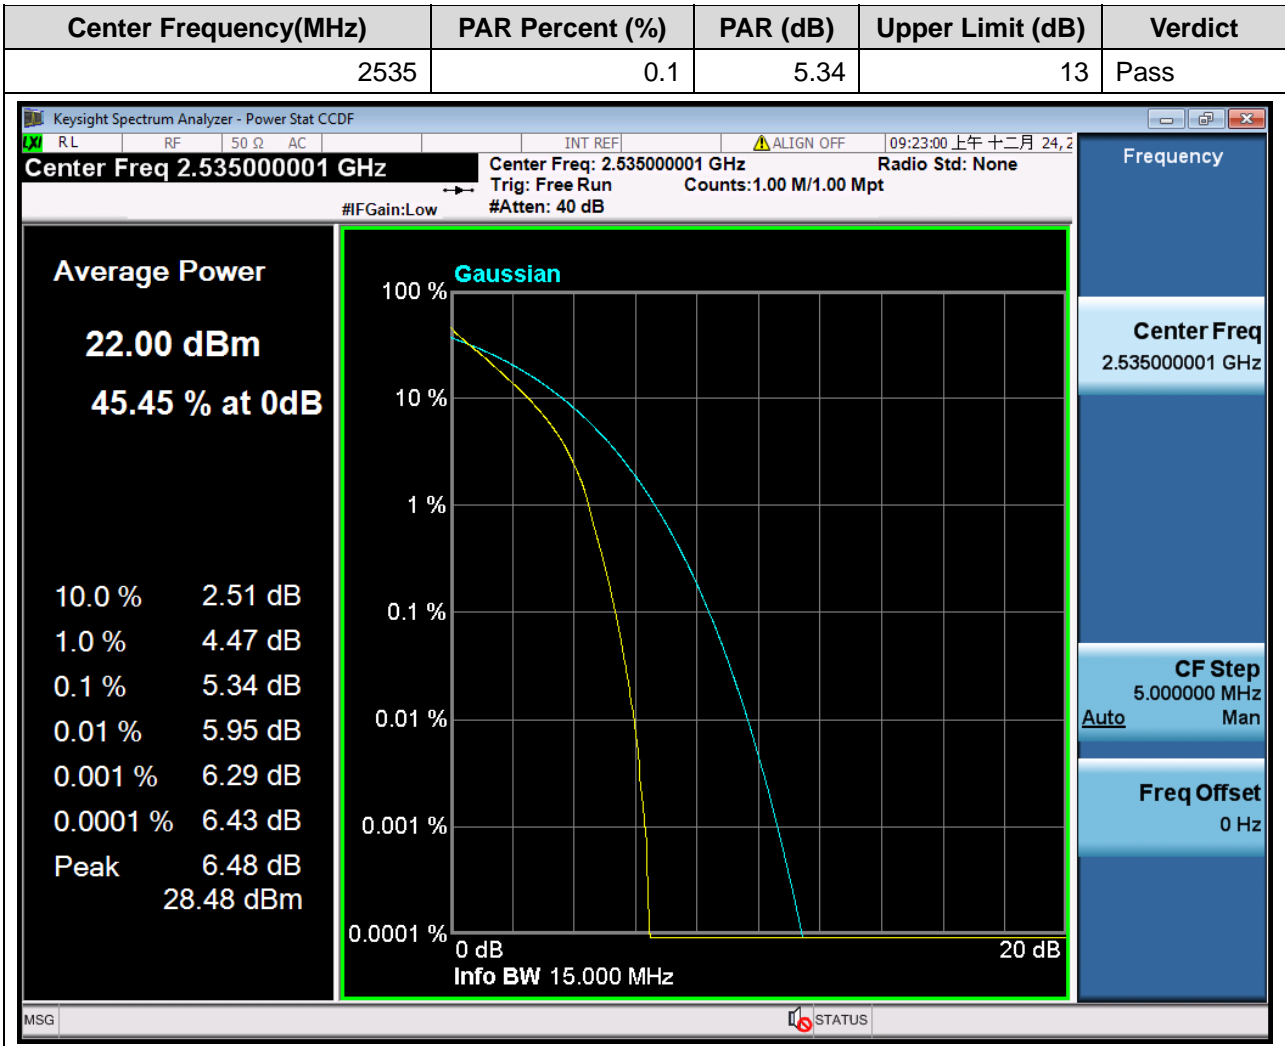 Center Frequency(MHz) PAR Percent (%) PAR (dB) Upper Limit (dB) Verdict
2535 0.1 5.34 13 Pass
Keysight Spectrum Analyzer - Power Stat CCDF
LXI RL RF 50 Ω AC INT REF ALIGN OFF 09:23:00 上午 十二月 24, 2
Center Freq 2.535000001 GHz
#IFGain:Low
Center Freq: 2.535000001 GHz Radio Std: None
Trig: Free Run Counts:1.00 M/1.00 Mpt
#Atten: 40 dB
Average Power
22.00 dBm
45.45 % at 0dB
10.0 % 2.51 dB
1.0 % 4.47 dB
0.1 % 5.34 dB
0.01 % 5.95 dB
0.001 % 6.29 dB
0.0001 % 6.43 dB
Peak 6.48 dB
28.48 dBm
Gaussian
100 %
10 %
1 %
0.1 %
0.01 %
0.001 %
0.0001 %
0 dB 20 dB
Info BW 15.000 MHz
Frequency
Center Freq
2.535000001 GHz
CF Step
5.000000 MHz
Auto Man
Freq Offset
0 Hz
MSG STATUS